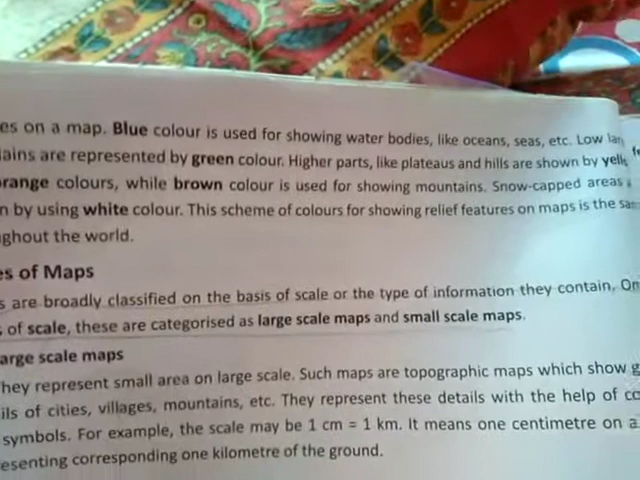 es on a map. Blue colour is used for showing water bodies, like oceans, seas, etc. Low
ains are represented by green colour. Higher parts, like plateaus and hills are shown by
orange colours, while brown colour is used for showing mountains. Snow-capped areas
n by using white colour. This scheme of colours for showing relief features on maps is the
ghout the world.
es of Maps
s are broadly classified on the basis of scale or the type of information they contain. On
s of scale, these are categorised as large scale maps and small scale maps.
arge scale maps
They represent small area on large scale. Such maps are topographic maps which show
ils of cities, villages, mountains, etc. They represent these details with the help of co
symbols. For example, the scale may be 1 cm = 1 km. It means one centimetre on a
esenting corresponding one kilometre of the ground.